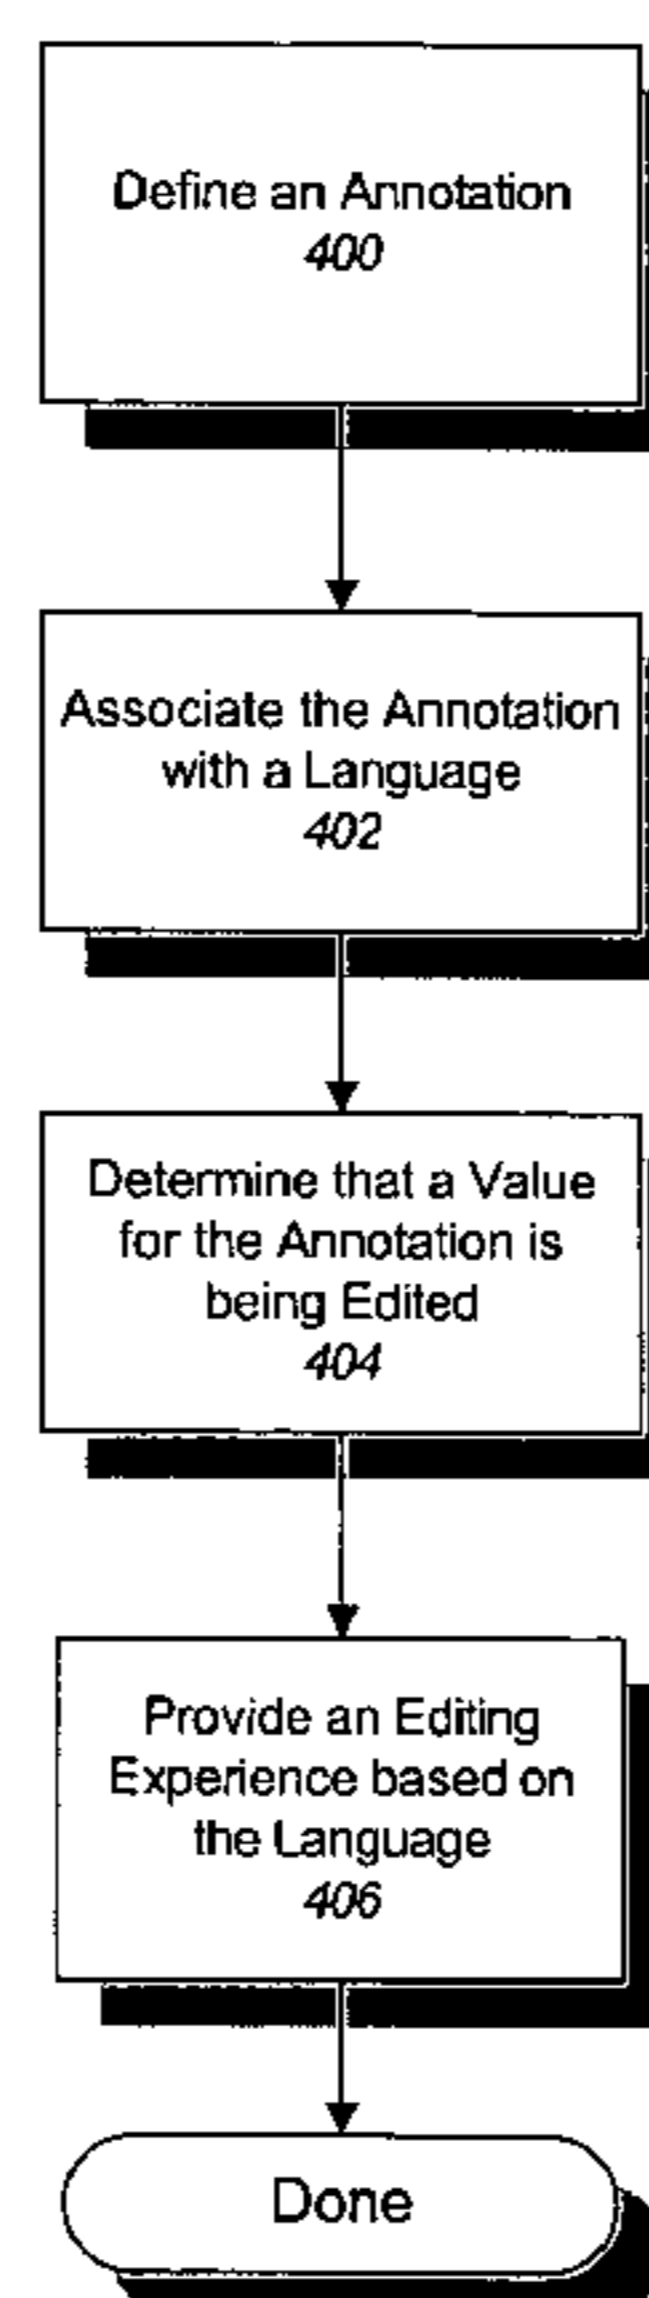 Define an Annotation
400
Associate the Annotation
with a Language
402
Determine that a Value
for the Annotation is
being Edited
404
Provide an Editing
Experience based on
the Language
406
Done